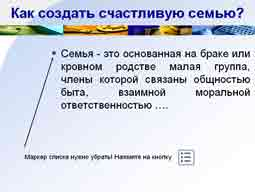 Как создать счастливую семью?
Семья - это основанная на браке или
кровном родстве малая группа,
члены которой связаны общностью
быта, взаимной моральной
ответственностью ….
Маркер списка нужно убрать! Нажмите на кнопку